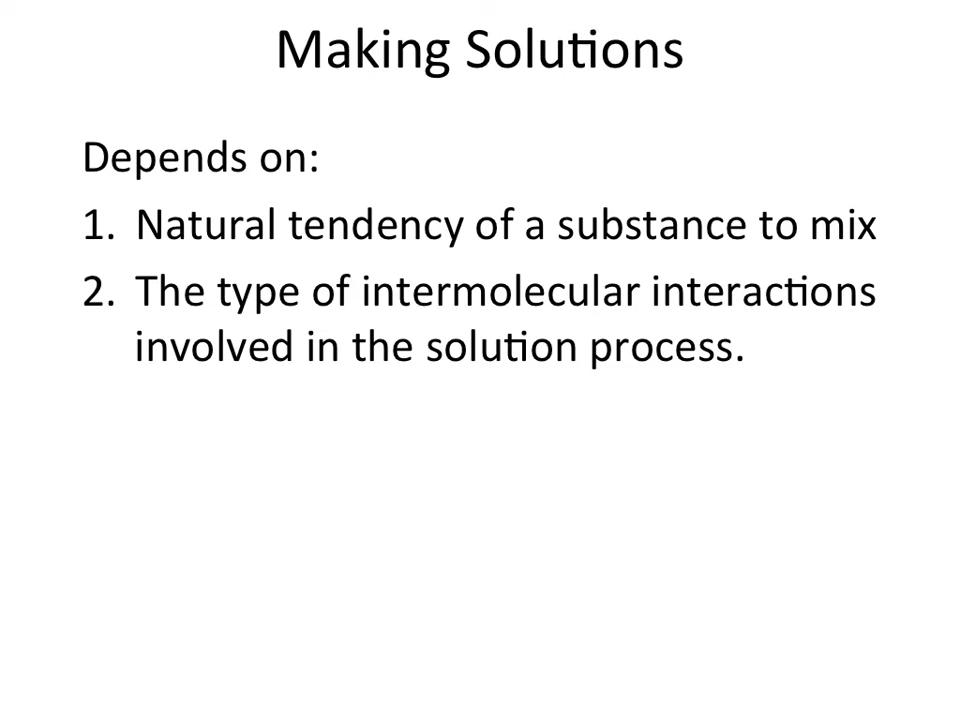 Making Solutions
Depends on:
1. Natural tendency of a substance to mix
2. The type of intermolecular interactions
involved in the solution process.